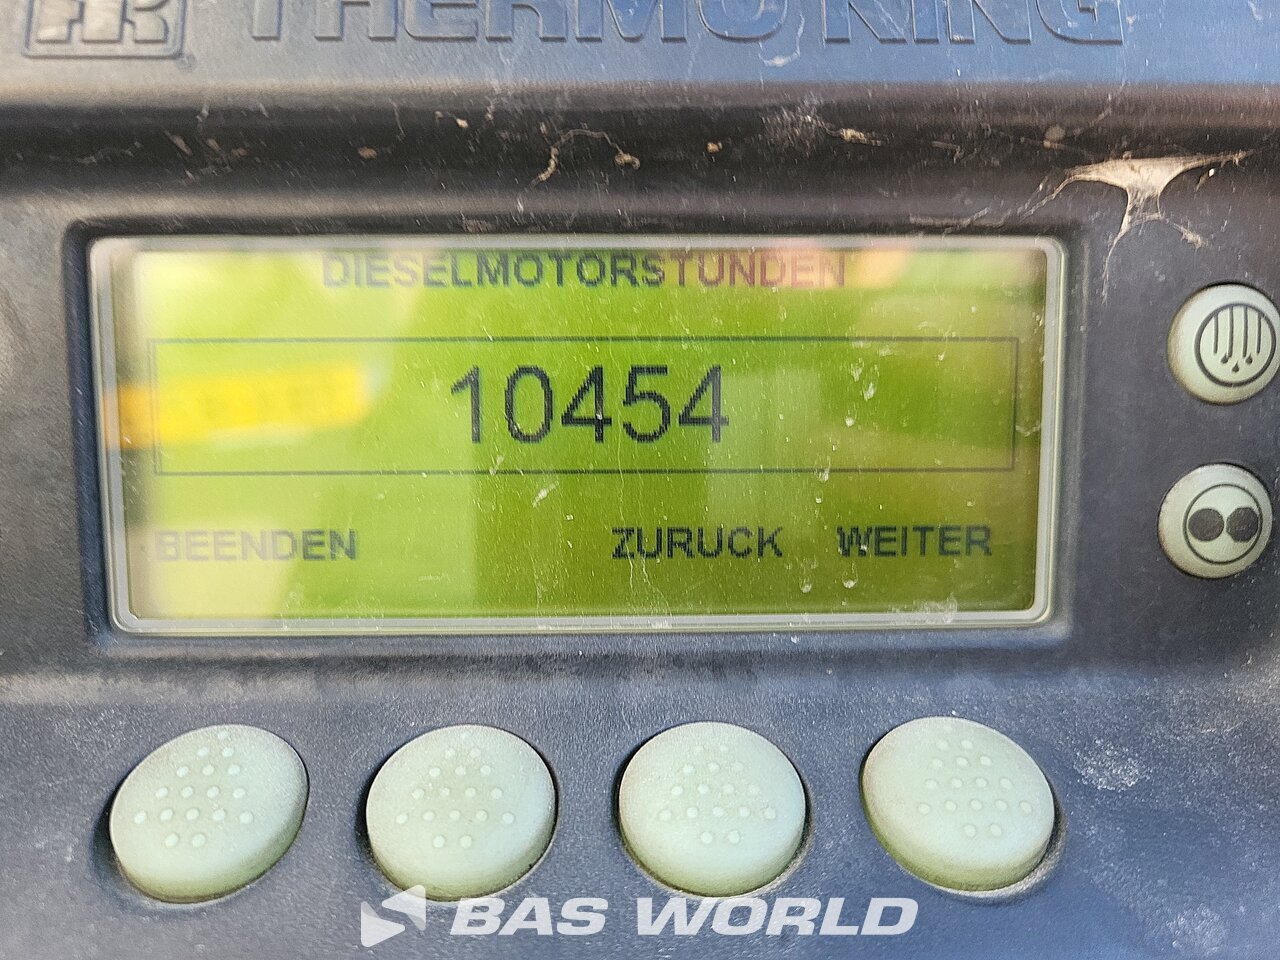 THERMO KING
DIESELMOTORSTUNDEN
10454
BEENDEN ZURUCK WEITER
BAS WORLD